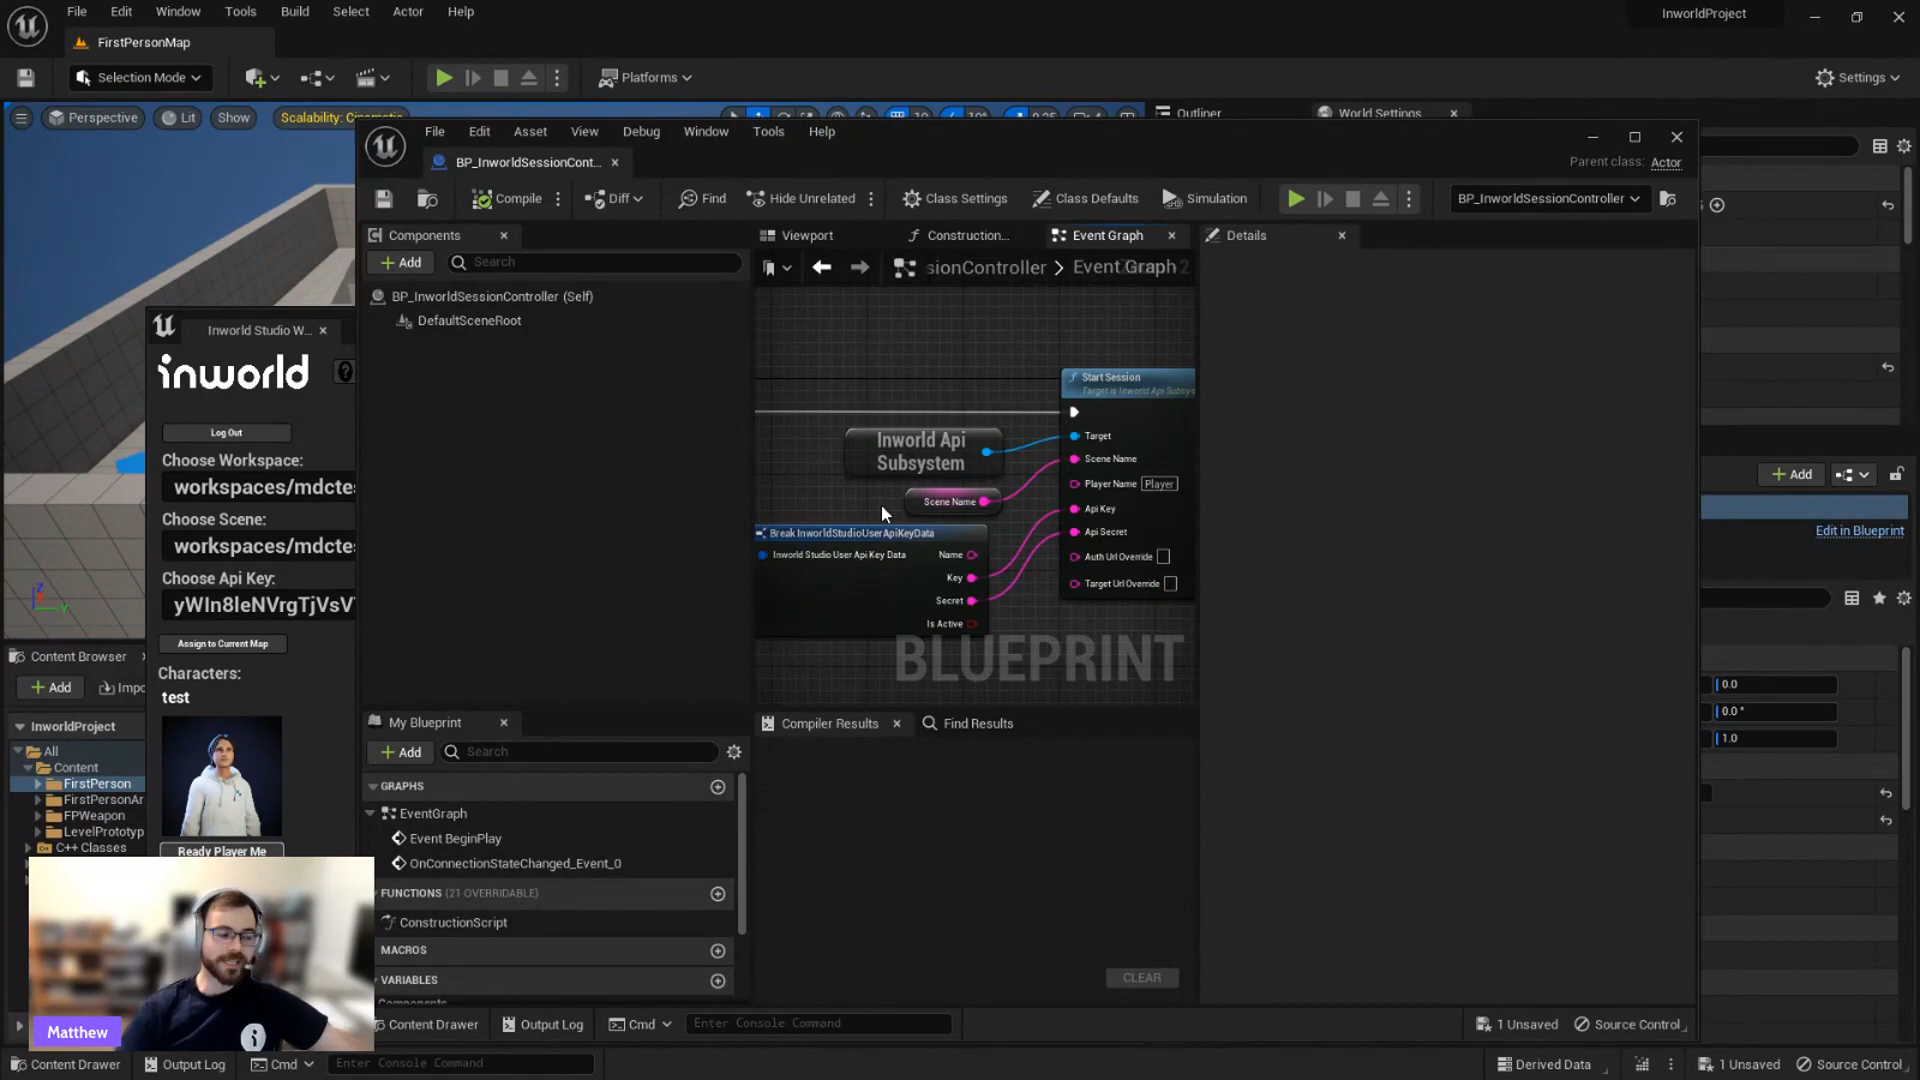 File Edit Window Tools Build Select Actor Help
InworldProject
FirstPersonMap
Selection Mode
Platforms
Settings
Perspective Lit Show
Outliner
World Settings
File Edit Asset View Debug Window Tools Help
BP_InworldSessionCont...
Parent class: Actor
Compile
Diff
Find
Hide Unrelated
Class Settings
Class Defaults
Simulation
BP_InworldSessionController
Components
Viewport
Construction...
Event Graph
Details
Add
Search
sionController > Event Graph
BP_InworldSessionController (Self)
DefaultSceneRoot
Inworld Studio W...
inworld
Log Out
Choose Workspace:
workspaces/mdctes
Choose Scene:
workspaces/mdctes
Choose Api Key:
yWIn8leNVrgTjVsV
Assign to Current Map
Characters:
test
Ready Player Me
Start Session
Target is Inworld Api Subsys
Inworld Api
Subsystem
Target
Scene Name
Scene Name
Player Name Player
Api Key
Api Secret
Auth Url Override
Target Url Override
Break InworldStudioUserApiKeyData
Inworld Studio User Api Key Data
Name
Key
Secret
Is Active
BLUEPRINT
Add
Edit in Blueprint
0.0
0.0 °
1.0
Content Browser
Add
Impo
InworldProject
All
Content
FirstPerson
FirstPersonAr
FPWeapon
LevelPrototyp
C++ Classes
My Blueprint
Compiler Results
Find Results
Add
Search
GRAPHS
EventGraph
Event BeginPlay
OnConnectionStateChanged_Event_0
FUNCTIONS (21 OVERRIDABLE)
ConstructionScript
MACROS
VARIABLES
Components
CLEAR
Matthew
Content Drawer
Output Log
Cmd
Enter Console Command
1 Unsaved
Source Control
Content Drawer
Output Log
Cmd
Enter Console Command
Derived Data
1 Unsaved
Source Control